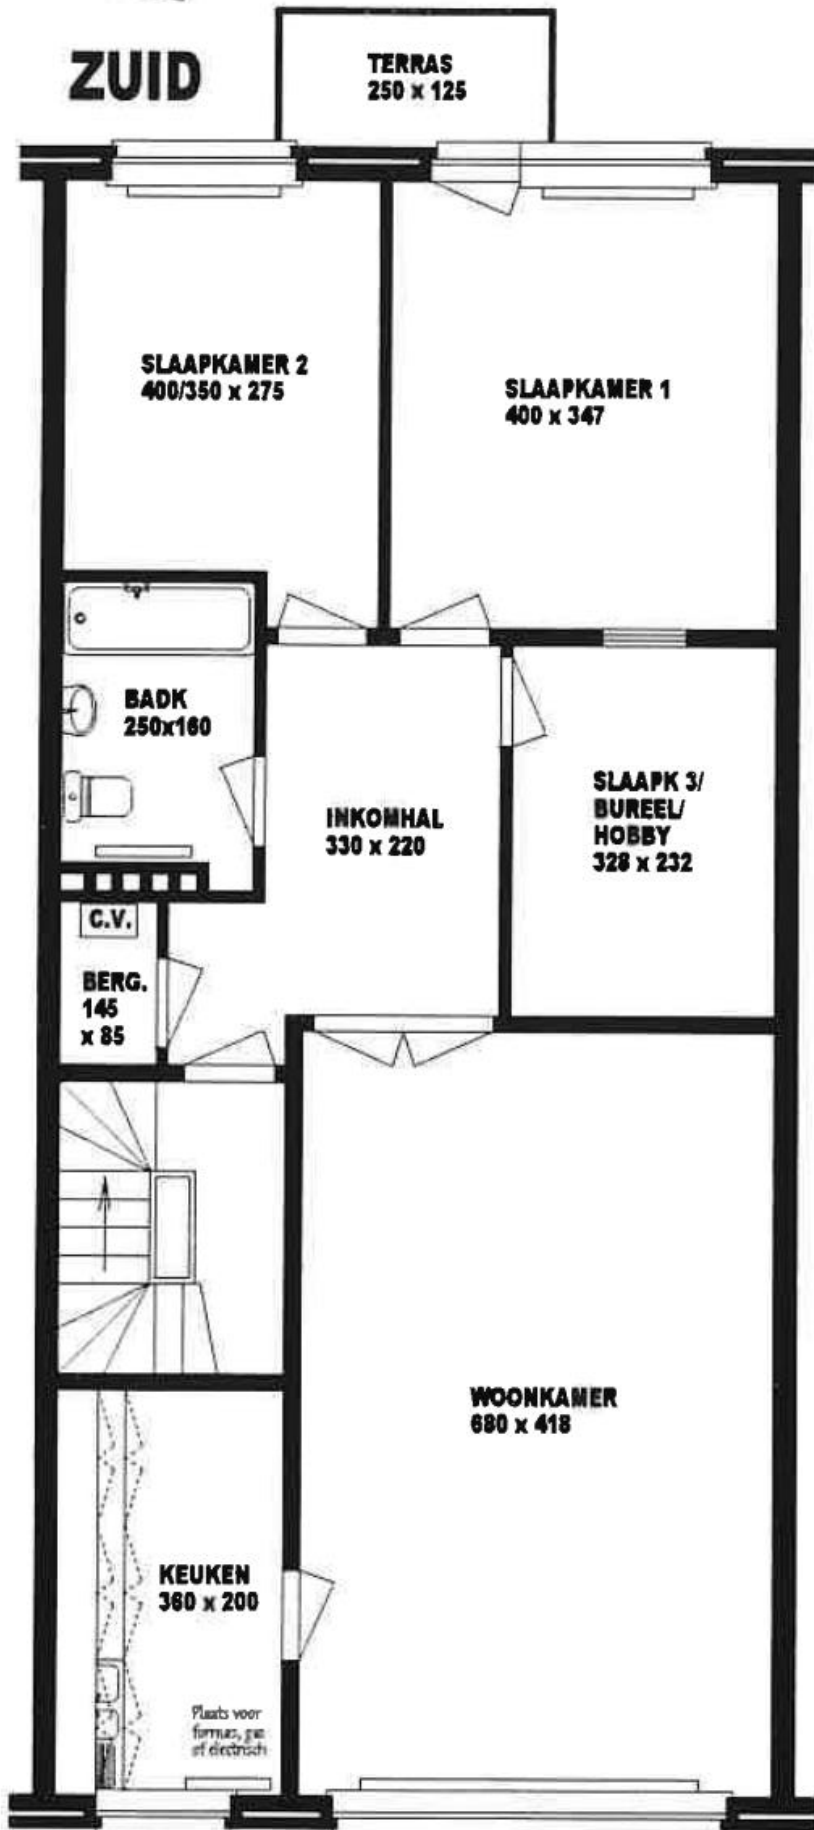 ZUID
TERRAS
250 x 125
SLAAPKAMER 2
400/350 x 275
SLAAPKAMER 1
400 x 347
BADK
250x160
INKOMHAL
330 x 220
SLAAPK 3/
BUREEL/
HOBBY
328 x 232
C.V.
BERG.
145
x 85
WOONKAMER
680 x 418
KEUKEN
360 x 200
Plaats voor
fornuis, gas
of electrisch